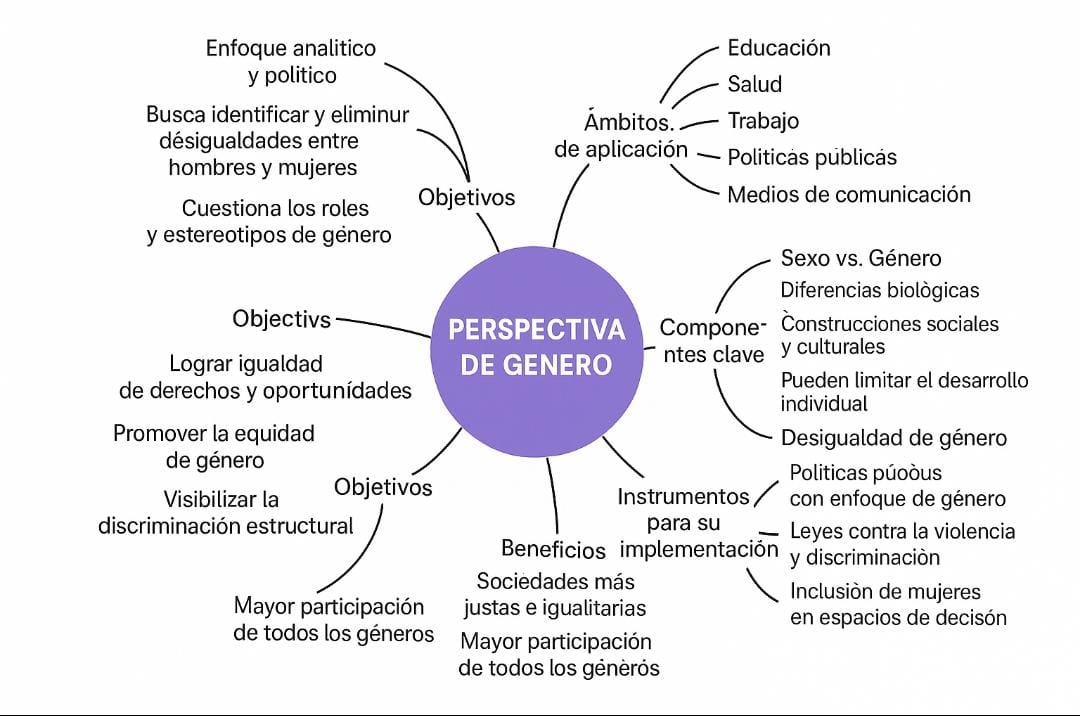 Enfoque analitico
y politico
Busca identificar y eliminur
désigualdades entre
hombres y mujeres
Cuestiona los roles
y estereotipos de género
Objetivos
Ámbitos.
de aplicación
Educación
Salud
Trabajo
Politicás públicás
Medios de comunicación
PERSPECTIVA
DE GENERO
Compone-
ntes clave
Sexo vs. Género
Diferencias biològicas
Construcciones sociales
y culturales
Pueden limitar el desarrollo
individual
Desigualdad de género
Objectivs
Lograr igualdad
de derechos y oportunídades
Promover la equidad
de género
Visibilizar la
discriminación estructural
Objetivos
Mayor participación
de todos los géneros
Beneficios
Sociedades más
justas e igualitarias
Mayor participación
de todos los génèrós
Instrumentos
para su
implementación
Politicas púoòus
con enfoque de género
Leyes contra la violencia
y discriminaciòn
Inclusiòn de mujeres
en espacios de decisón